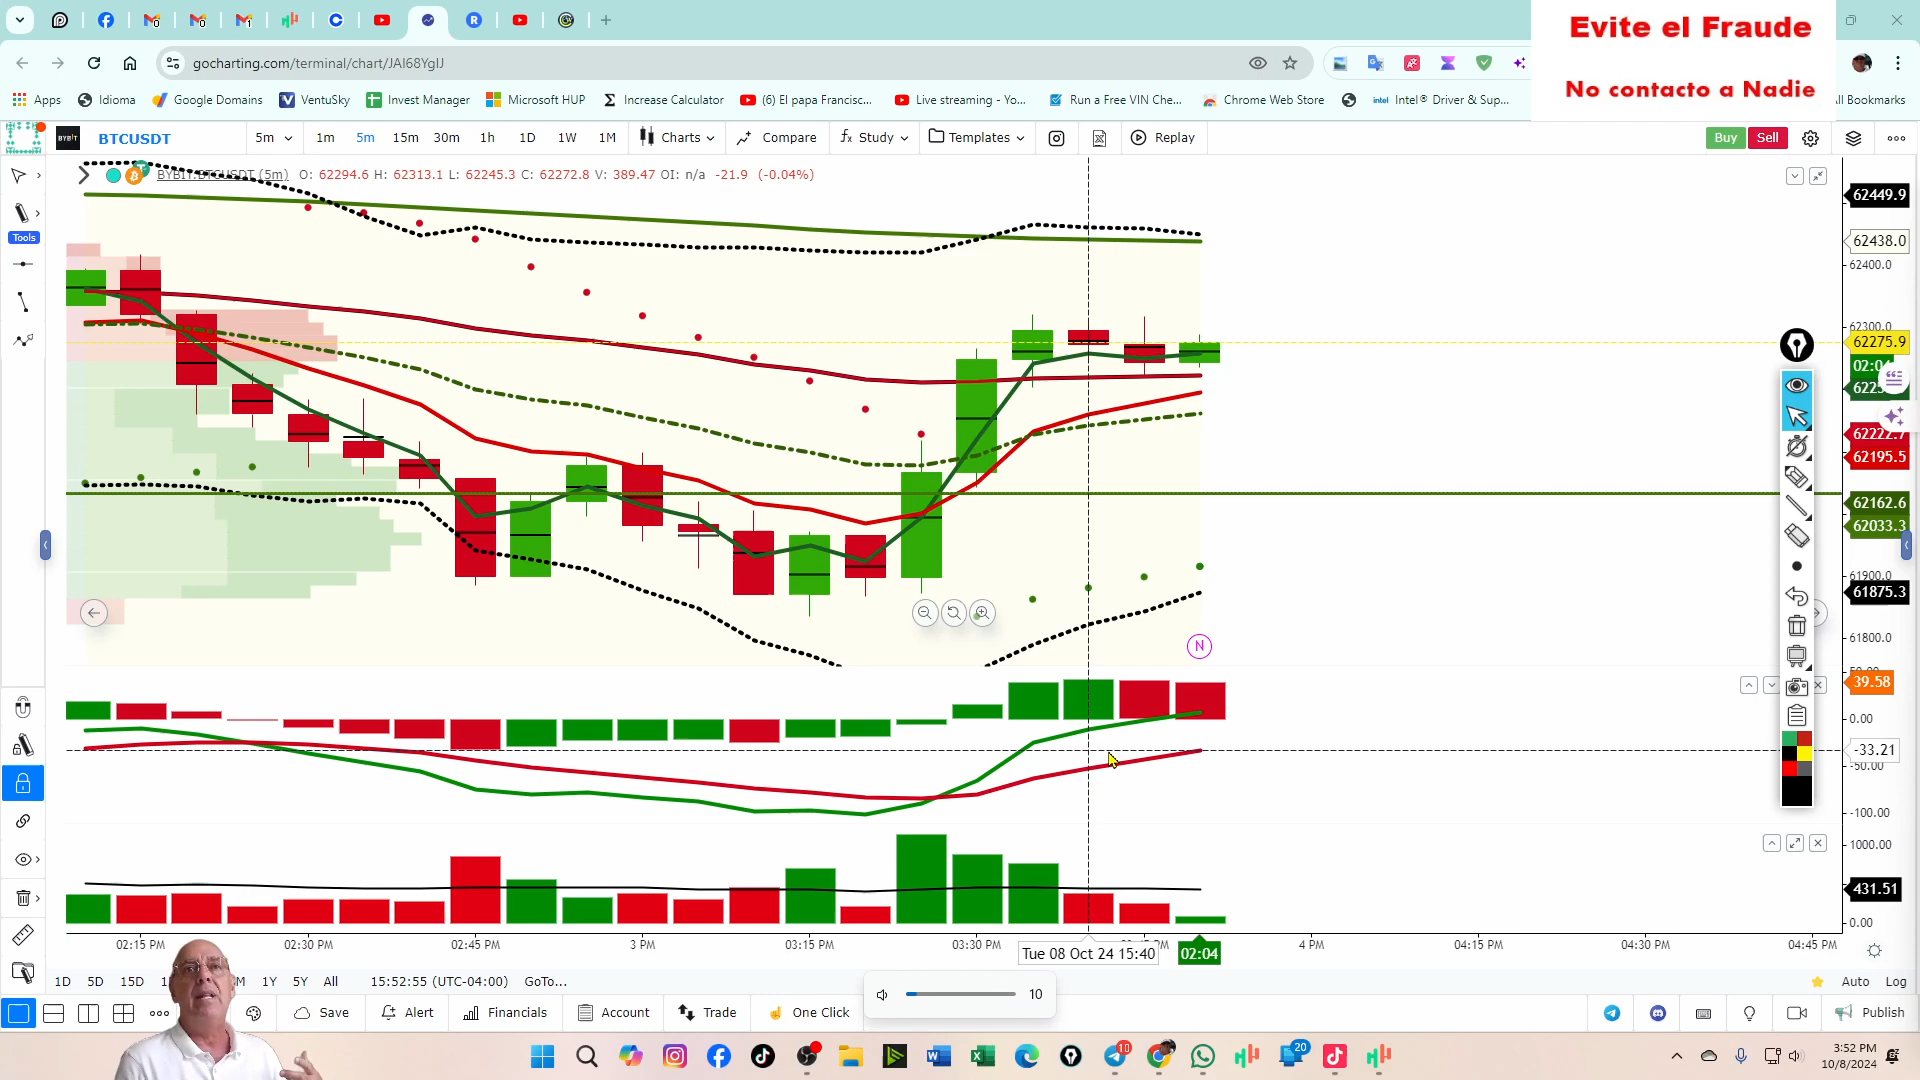 Evite el Fraude
No contacto a Nadie
gocharting.com/terminal/chart/JAI68YgIJ
Apps
Idioma
Google Domains
VentuSky
Invest Manager
Microsoft HUP
Increase Calculator
(6) El papa Francisc...
Live streaming - Yo...
Run a Free VIN Che...
Chrome Web Store
Intel® Driver & Sup...
All Bookmarks
BYBIT
BTCUSDT
5m
1m
5m
15m
30m
1h
1D
1W
1M
Charts
Compare
Study
Templates
Replay
Buy
Sell
BYBIT:BTCUSDT (5m)
O: 62294.6 H: 62313.1 L: 62245.3 C: 62272.8 V: 389.47 OI: n/a -21.9 (-0.04%)
Tools
62449.9
62438.0
62400.0
62300.0
62275.9
62222.7
62195.5
62162.6
62033.3
61900.0
61875.3
61800.0
N
39.58
0.00
-33.21
-50.00
-100.00
1000.00
431.51
0.00
02:15 PM
02:30 PM
02:45 PM
3 PM
03:15 PM
03:30 PM
Tue 08 Oct 24 15:40
02:04
4 PM
04:15 PM
04:30 PM
04:45 PM
1D
5D
15D
1Y
5Y
All
15:52:55 (UTC-04:00)
GoTo...
Auto
Log
10
Save
Alert
Financials
Account
Trade
One Click
Publish
10
20
3:52 PM
10/8/2024